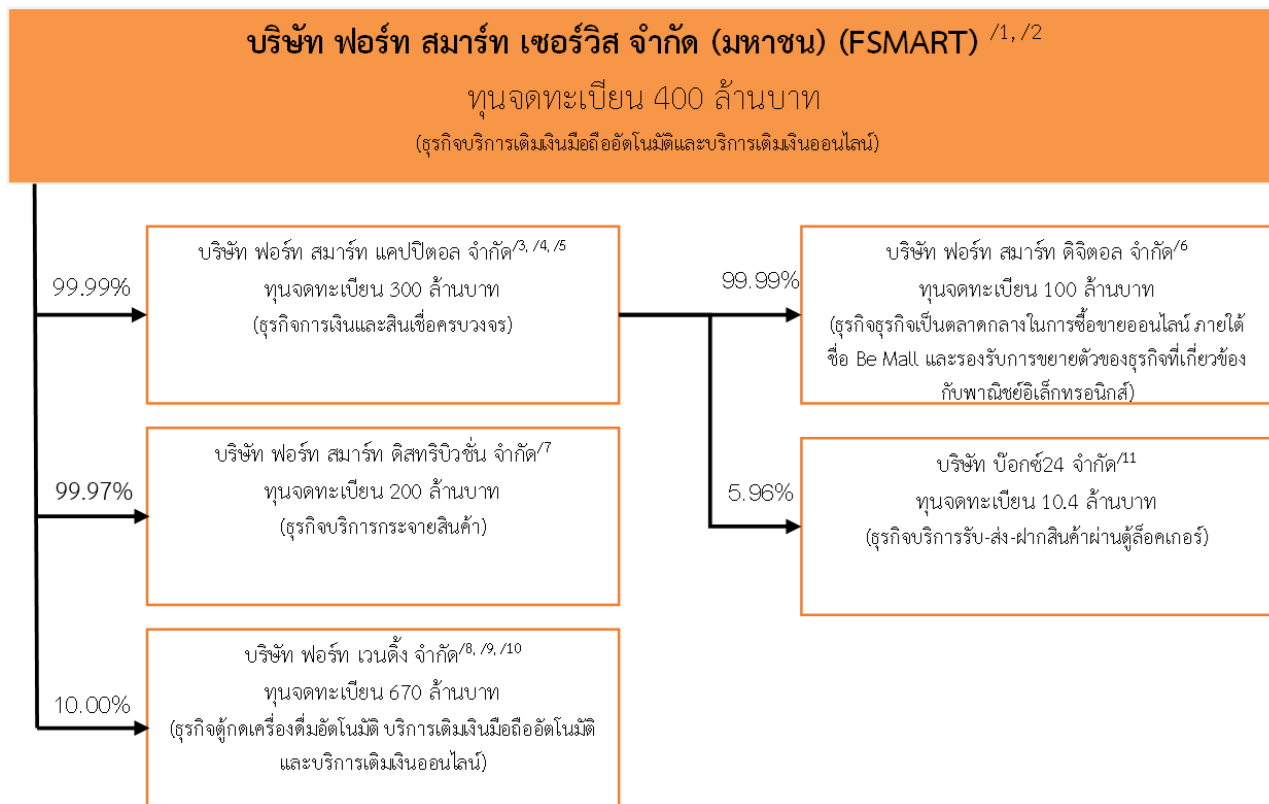 บริษัท ฟอร์ท สมาร์ท เซอร์วิส จำกัด (มหาชน) (FSMART) /1, /2
ทุนจดทะเบียน 400 ล้านบาท
(ธุรกิจบริการเติมเงินมือถืออัตโนมัติและบริการเติมเงินออนไลน์)
99.99%
บริษัท ฟอร์ท สมาร์ท แคปปิตอล จำกัด/3, /4, /5
ทุนจดทะเบียน 300 ล้านบาท
(ธุรกิจการเงินและสินเชื่อครบวงจร)
99.99%
บริษัท ฟอร์ท สมาร์ท ดิจิตอล จำกัด/6
ทุนจดทะเบียน 100 ล้านบาท
(ธุรกิจธุรกิจเป็นตลาดกลางในการซื้อขายออนไลน์ ภายใต้
ชื่อ Be Mall และรองรับการขยายตัวของธุรกิจที่เกี่ยวข้อง
กับพาณิชย์อิเล็กทรอนิกส์)
99.97%
บริษัท ฟอร์ท สมาร์ท ดิสทริบิวชั่น จำกัด/7
ทุนจดทะเบียน 200 ล้านบาท
(ธุรกิจบริการกระจายสินค้า)
5.96%
บริษัท บ๊อกซ์24 จำกัด/11
ทุนจดทะเบียน 10.4 ล้านบาท
(ธุรกิจบริการรับ-ส่ง-ฝากสินค้าผ่านตู้ล็อคเกอร์)
10.00%
บริษัท ฟอร์ท เวนดิ้ง จำกัด/8, /9, /10
ทุนจดทะเบียน 670 ล้านบาท
(ธุรกิจตู้กดเครื่องดื่มอัตโนมัติ บริการเติมเงินมือถืออัตโนมัติ
และบริการเติมเงินออนไลน์)